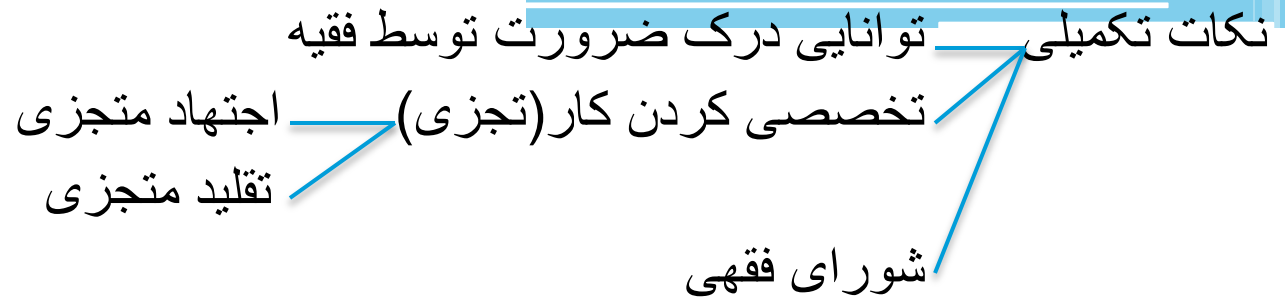 نکات تکمیلی توانایی درک ضرورت توسط فقیه
تخصصی کردن کار(تجزی) اجتهاد متجزی
تقلید متجزی
شورای فقهی